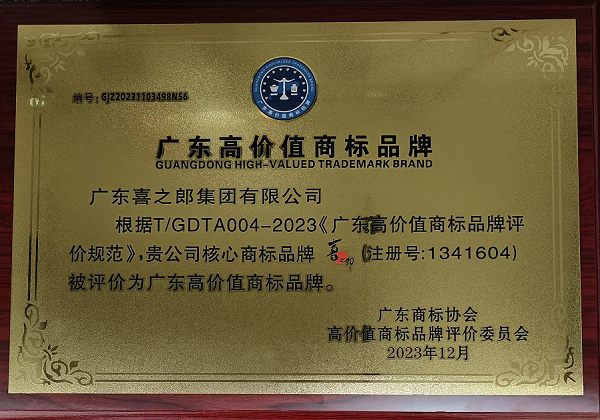 编号:GJZ20231103498N56
广东高价值商标品牌
GUANGDONG HIGH-VALUED TRADEMARK BRAND
广东喜之郎集团有限公司
根据T/GDTA004-2023《广东高价值商标品牌评
价规范》,贵公司核心商标品牌 喜之郎 (注册号:1341604)
被评价为广东高价值商标品牌。
广东商标协会
高价值商标品牌评价委员会
2023年12月